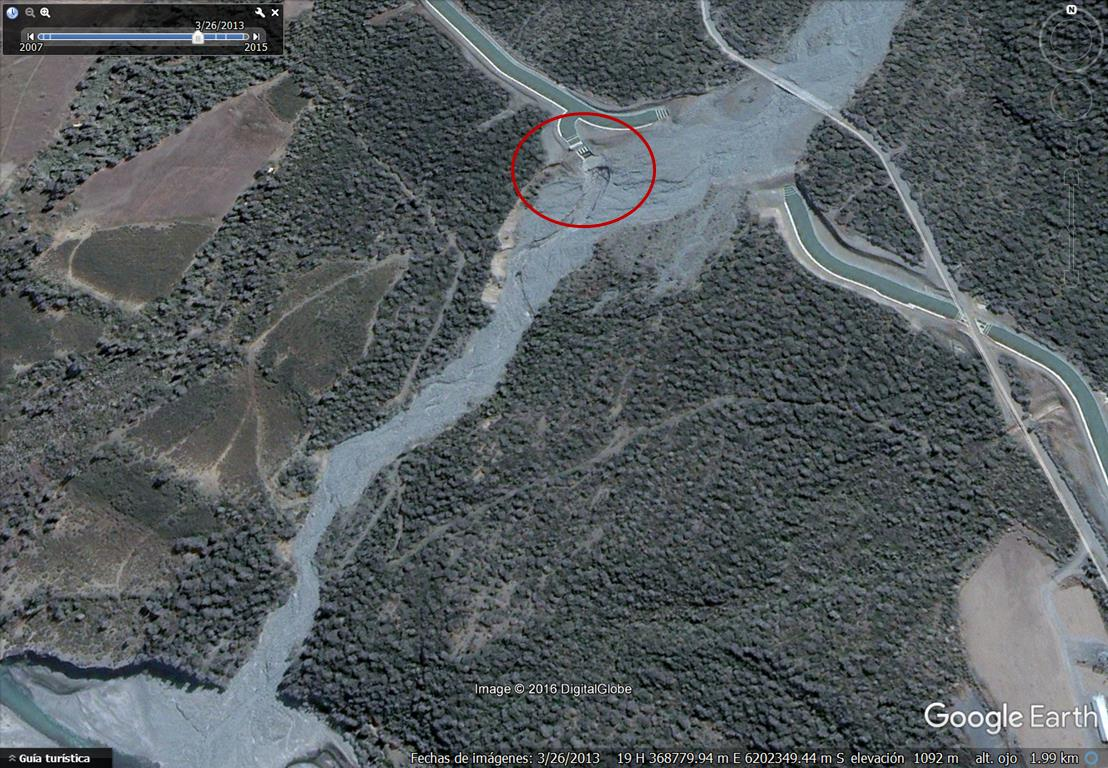 3/26/2013
2007
2015
N
Image © 2016 DigitalGlobe
Google Earth
Guía turística
Fechas de imágenes: 3/26/2013 19 H 368779.94 m E 6202349.44 m S elevación 1092 m alt. ojo 1.99 km